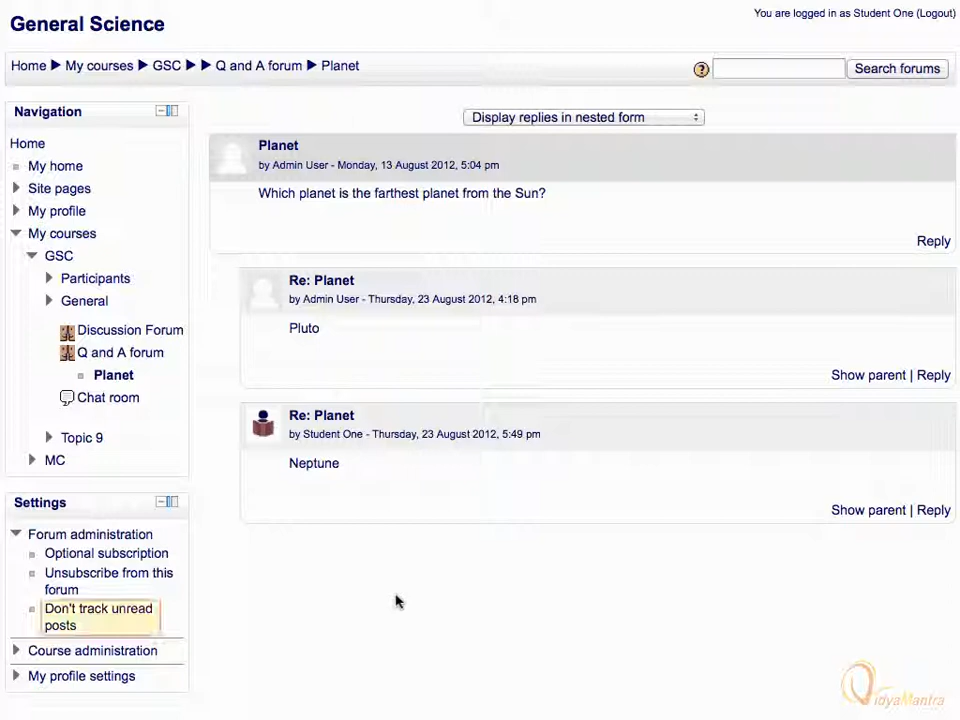 General Science
You are logged in as Student One (Logout)
Home ▶ My courses ▶ GSC ▶ ▶ Q and A forum ▶ Planet
? Search forums
Navigation
Home
My home
Site pages
My profile
My courses
GSC
Participants
General
Discussion Forum
Q and A forum
Planet
Chat room
Topic 9
MC
Settings
Forum administration
Optional subscription
Unsubscribe from this
forum
Don't track unread
posts
Course administration
My profile settings
Display replies in nested form
Planet
by Admin User - Monday, 13 August 2012, 5:04 pm
Which planet is the farthest planet from the Sun?
Reply
Re: Planet
by Admin User - Thursday, 23 August 2012, 4:18 pm
Pluto
Show parent | Reply
Re: Planet
by Student One - Thursday, 23 August 2012, 5:49 pm
Neptune
Show parent | Reply
VidyaMantra